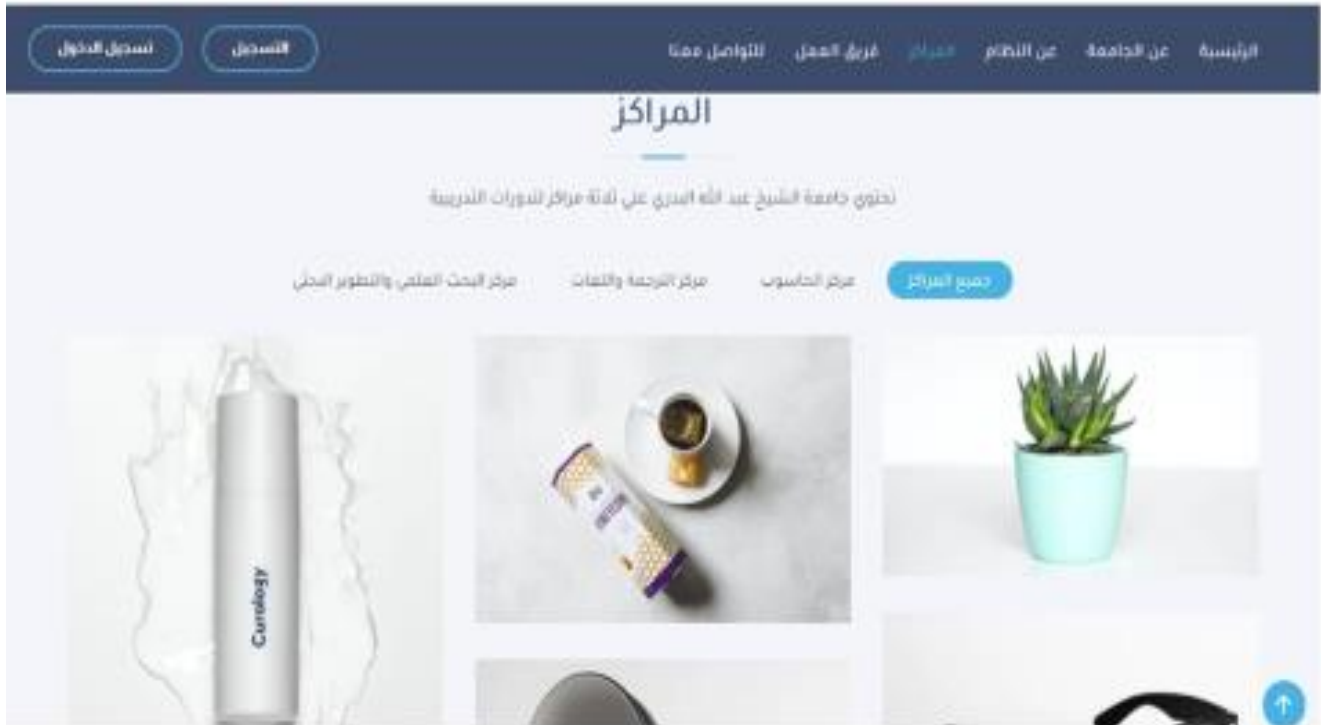 الرئيسية عن الجامعة عن النظام المراكز فريق العمل للتواصل معنا التسجيل تسجيل الدخول
المراكز
تحتوي جامعة الشيخ عبد الله البدري على ثلاثة مراكز للدورات التدريبية
جميع المراكز مركز الحاسوب مركز الترجمة واللغات مركز البحث العلمي والتطوير البحثي
Curology